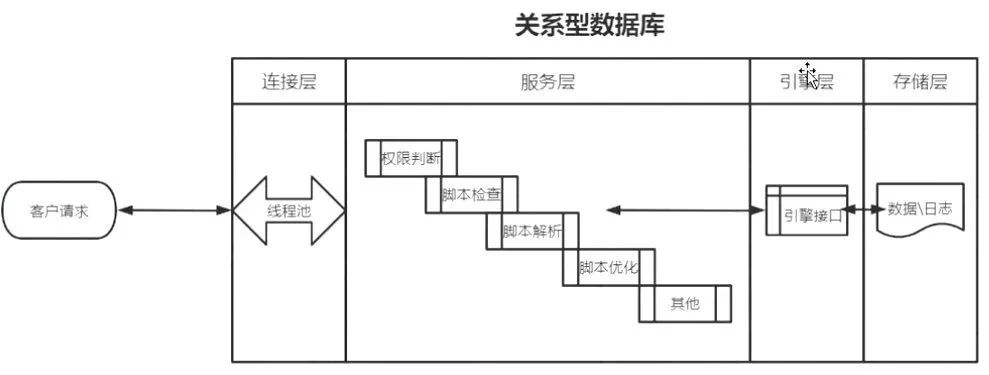 关系型数据库
连接层
服务层
引擎层
存储层
权限判断
脚本检查
客户请求
线程池
脚本解析
引擎接口
数据\日志
脚本优化
其他